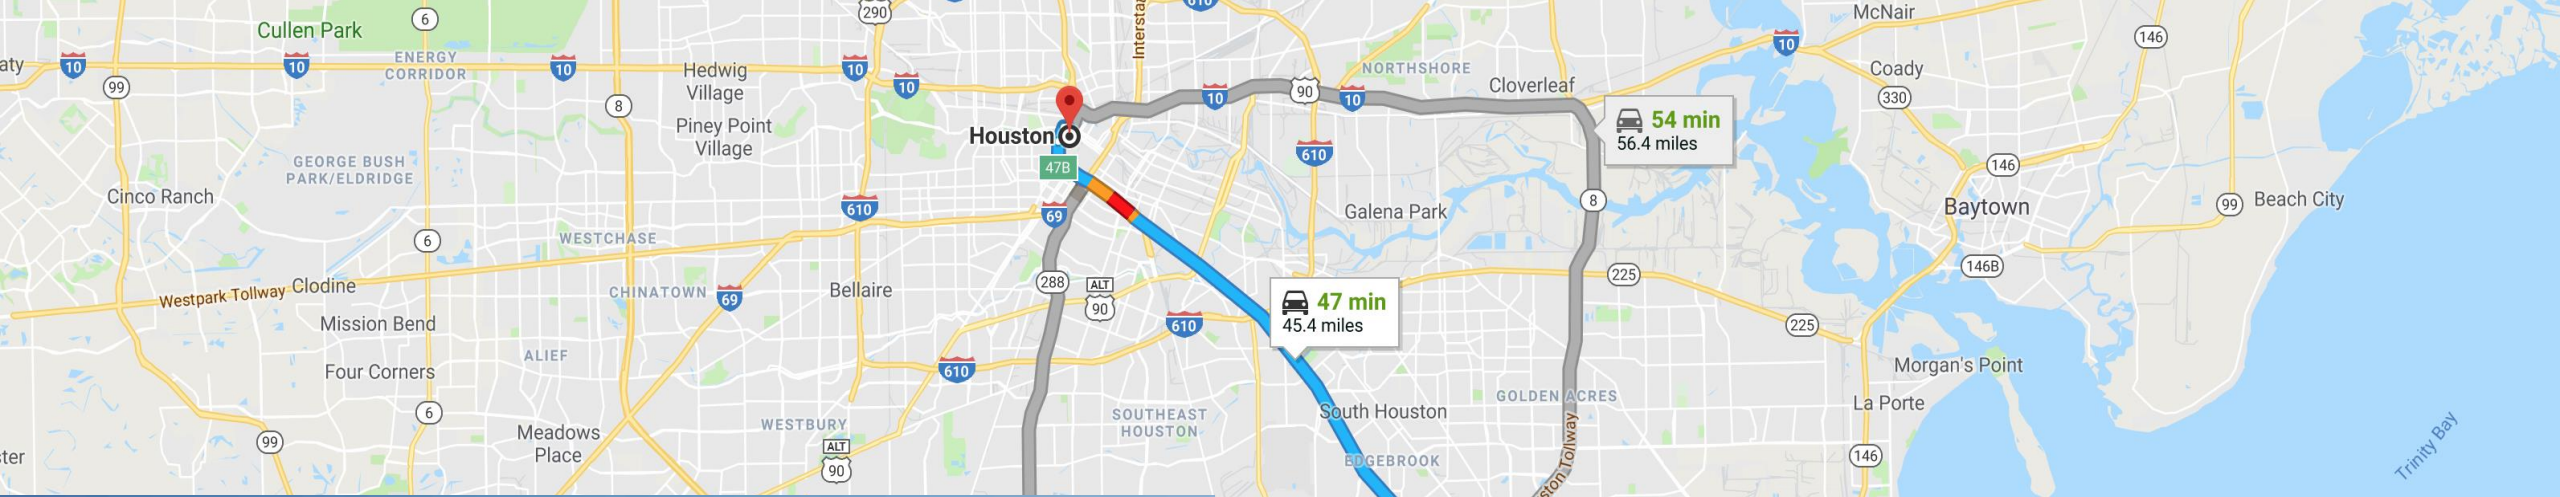 Cullen Park
6
290
610
Interstat
McNair
146
aty
10
10
ENERGY
CORRIDOR
10
Hedwig
Village
10
10
NORTHSHORE
Cloverleaf
10
Coady
99
8
10
90
10
330
Piney Point
Village
Houston
47B
54 min
56.4 miles
GEORGE BUSH
PARK/ELDRIDGE
610
146
Cinco Ranch
610
69
Galena Park
8
Baytown
99
Beach City
6
WESTCHASE
Westpark Tollway
Clodine
CHINATOWN
69
Bellaire
288
ALT
90
225
146B
47 min
45.4 miles
Mission Bend
610
225
ALIEF
Four Corners
610
Morgan's Point
6
WESTBURY
SOUTHEAST
HOUSTON
South Houston
GOLDEN ACRES
La Porte
99
Meadows
Place
ALT
90
EDGEBROOK
ston Tollway
146
Trinity Bay
ster